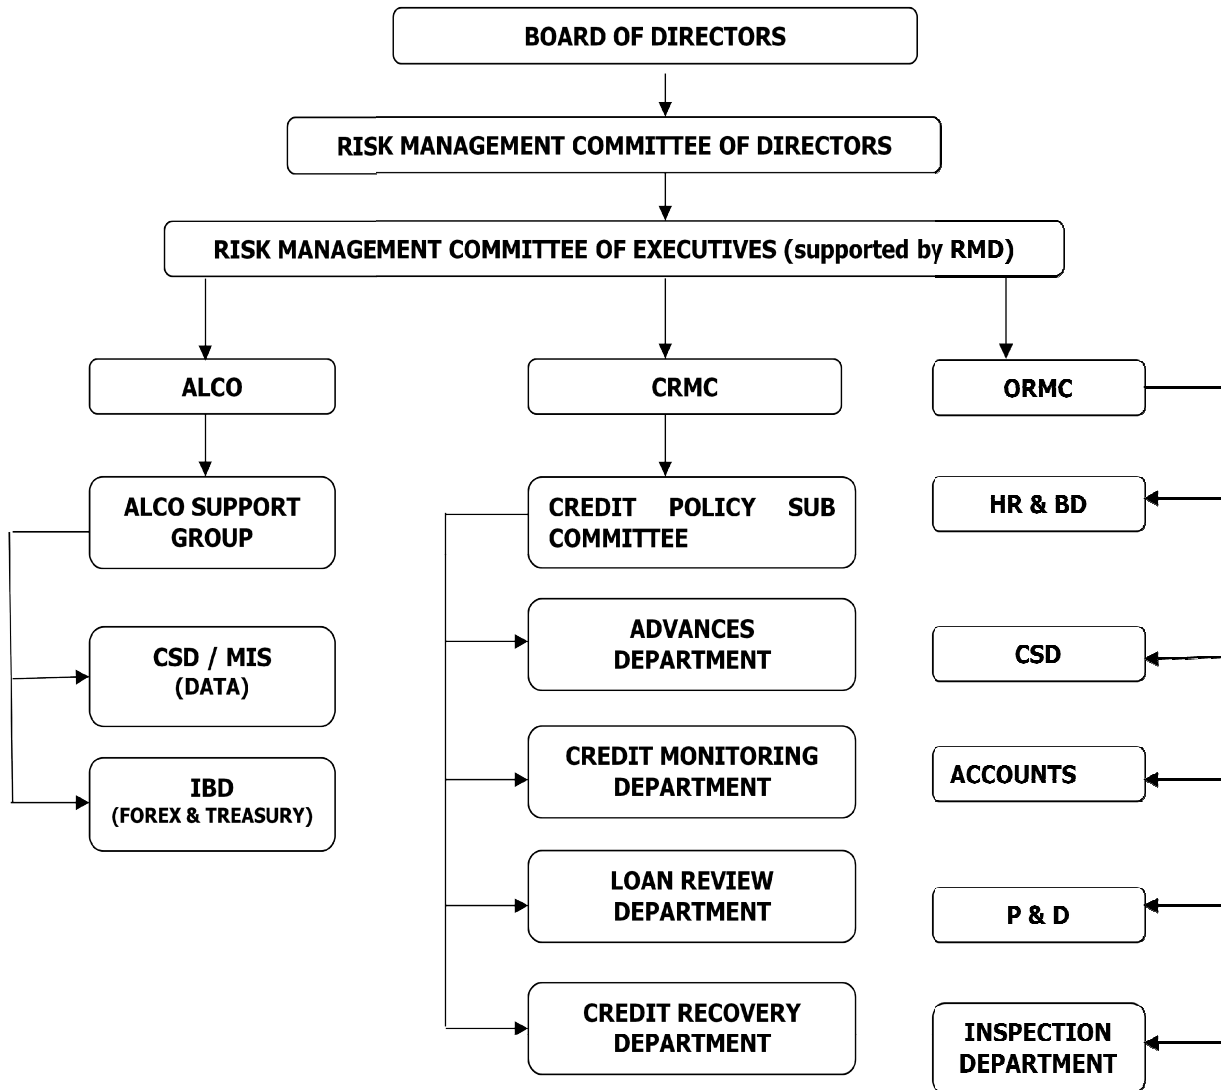 BOARD OF DIRECTORS
RISK MANAGEMENT COMMITTEE OF DIRECTORS
RISK MANAGEMENT COMMITTEE OF EXECUTIVES (supported by RMD)
ALCO
CRMC
ORMC
ALCO SUPPORT
GROUP
CREDIT POLICY SUB
COMMITTEE
HR & BD
CSD / MIS
(DATA)
ADVANCES
DEPARTMENT
CSD
IBD
(FOREX & TREASURY)
CREDIT MONITORING
DEPARTMENT
ACCOUNTS
LOAN REVIEW
DEPARTMENT
P & D
CREDIT RECOVERY
DEPARTMENT
INSPECTION
DEPARTMENT